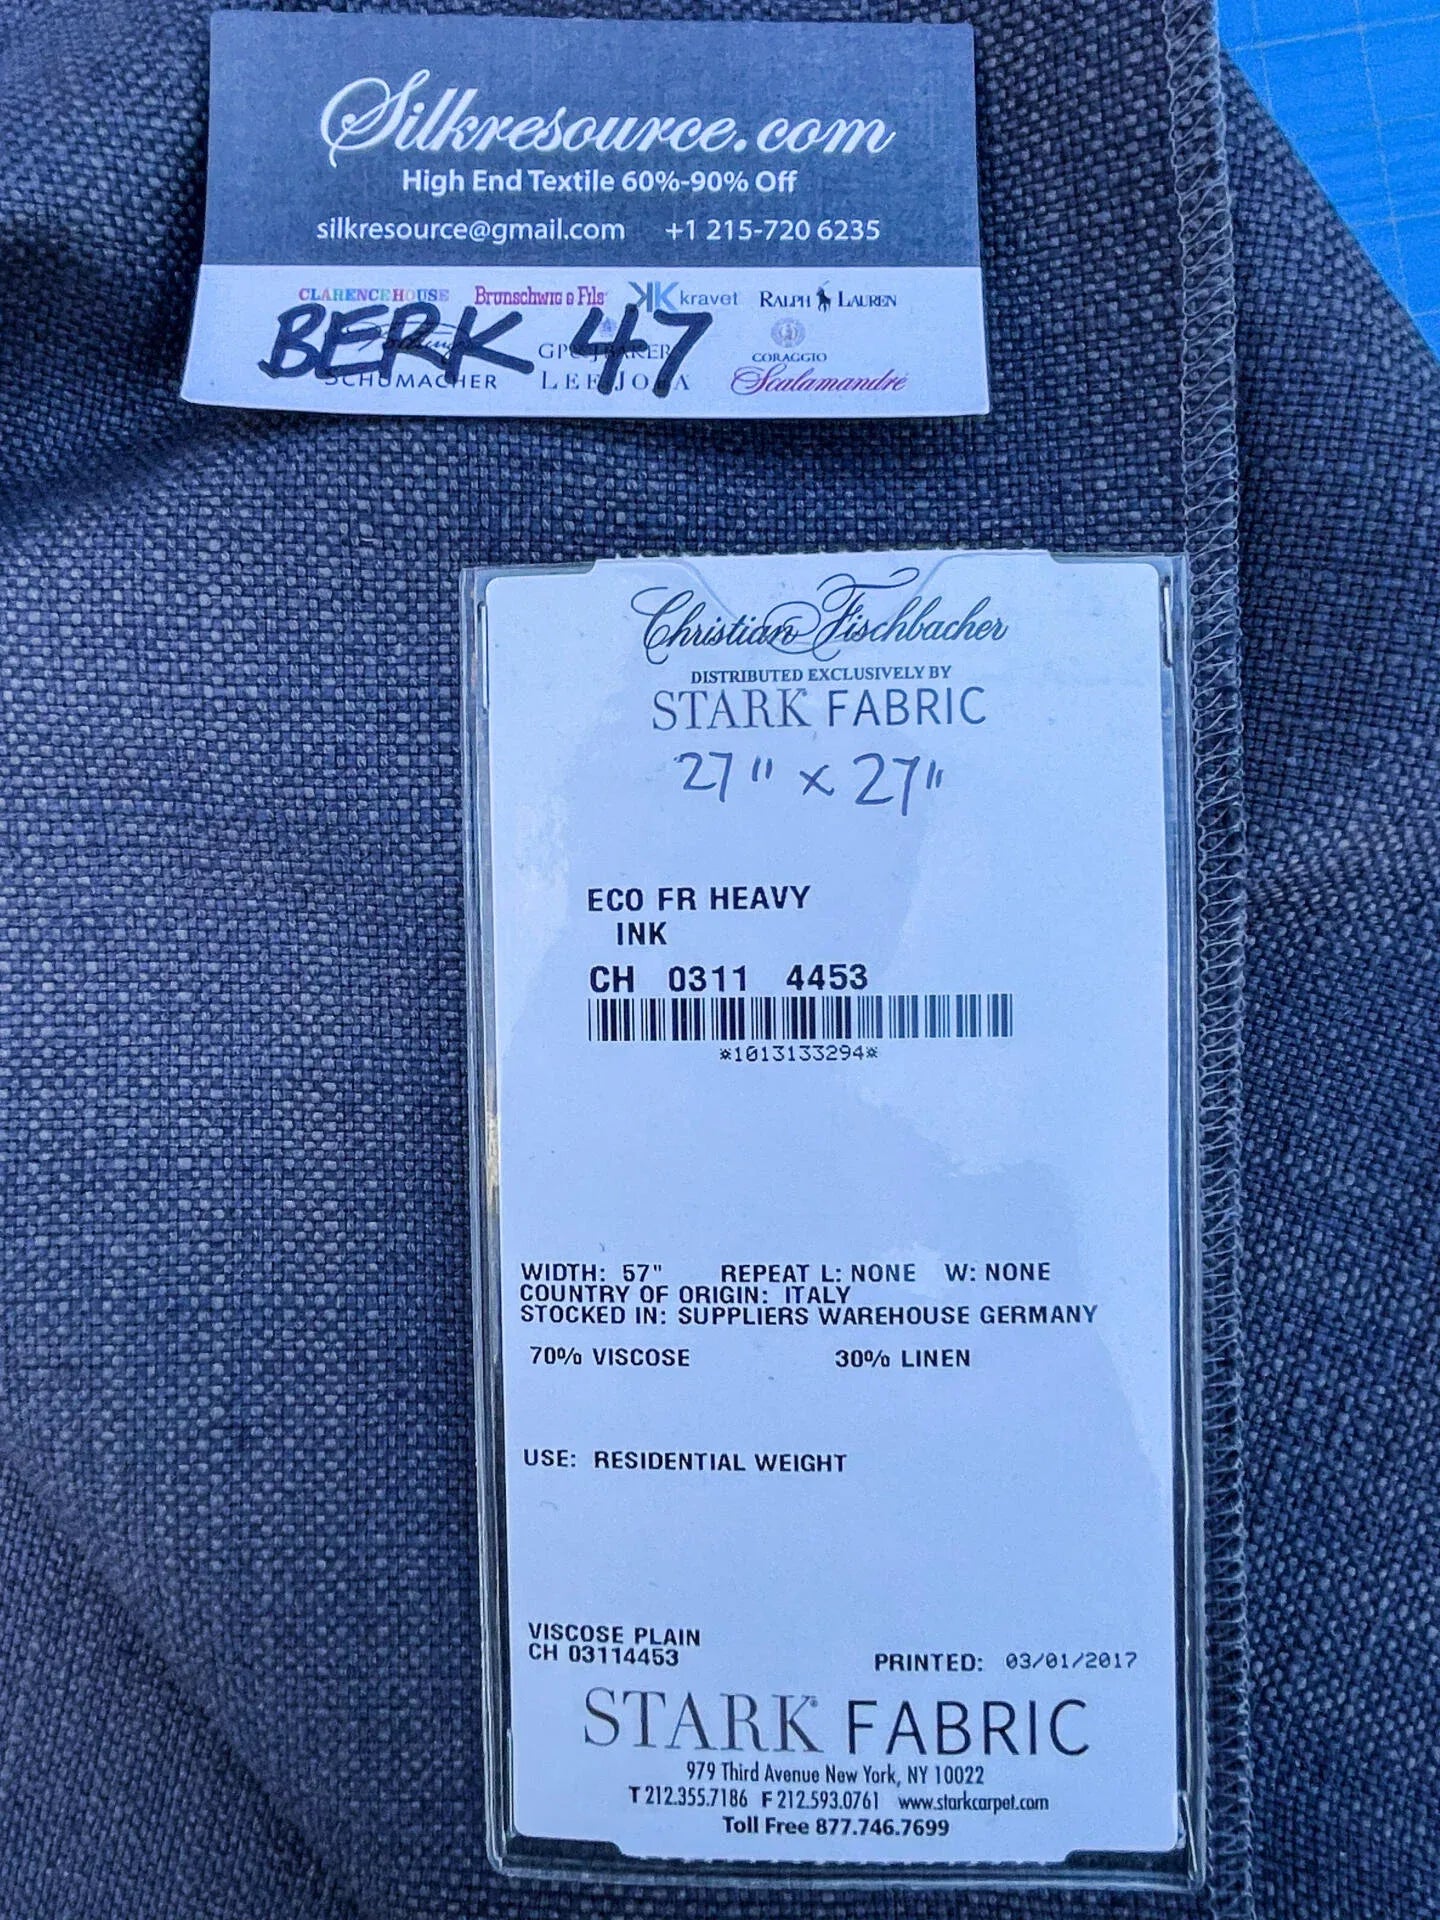 Silkresource.com
High End Textile 60%-90% Off
silkresource@gmail.com +1 215-720 6235
CLARENCE HOUSE Brunschwig & Fils kravet RALPH LAUREN
BERK 47
CORAGGIO
SCHUMACHER LEE JOFA Scalamandré
Christian Fischbacher
DISTRIBUTED EXCLUSIVELY BY
STARK FABRIC
27" x 27"
ECO FR HEAVY
INK
CH 0311 4453
*1013133294*
WIDTH: 57" REPEAT L: NONE W: NONE
COUNTRY OF ORIGIN: ITALY
STOCKED IN: SUPPLIERS WAREHOUSE GERMANY
70% VISCOSE 30% LINEN
USE: RESIDENTIAL WEIGHT
VISCOSE PLAIN
CH 03114453
PRINTED: 03/01/2017
STARK® FABRIC
979 Third Avenue New York, NY 10022
T 212.355.7186 F 212.593.0761 www.starkcarpet.com
Toll Free 877.746.7699